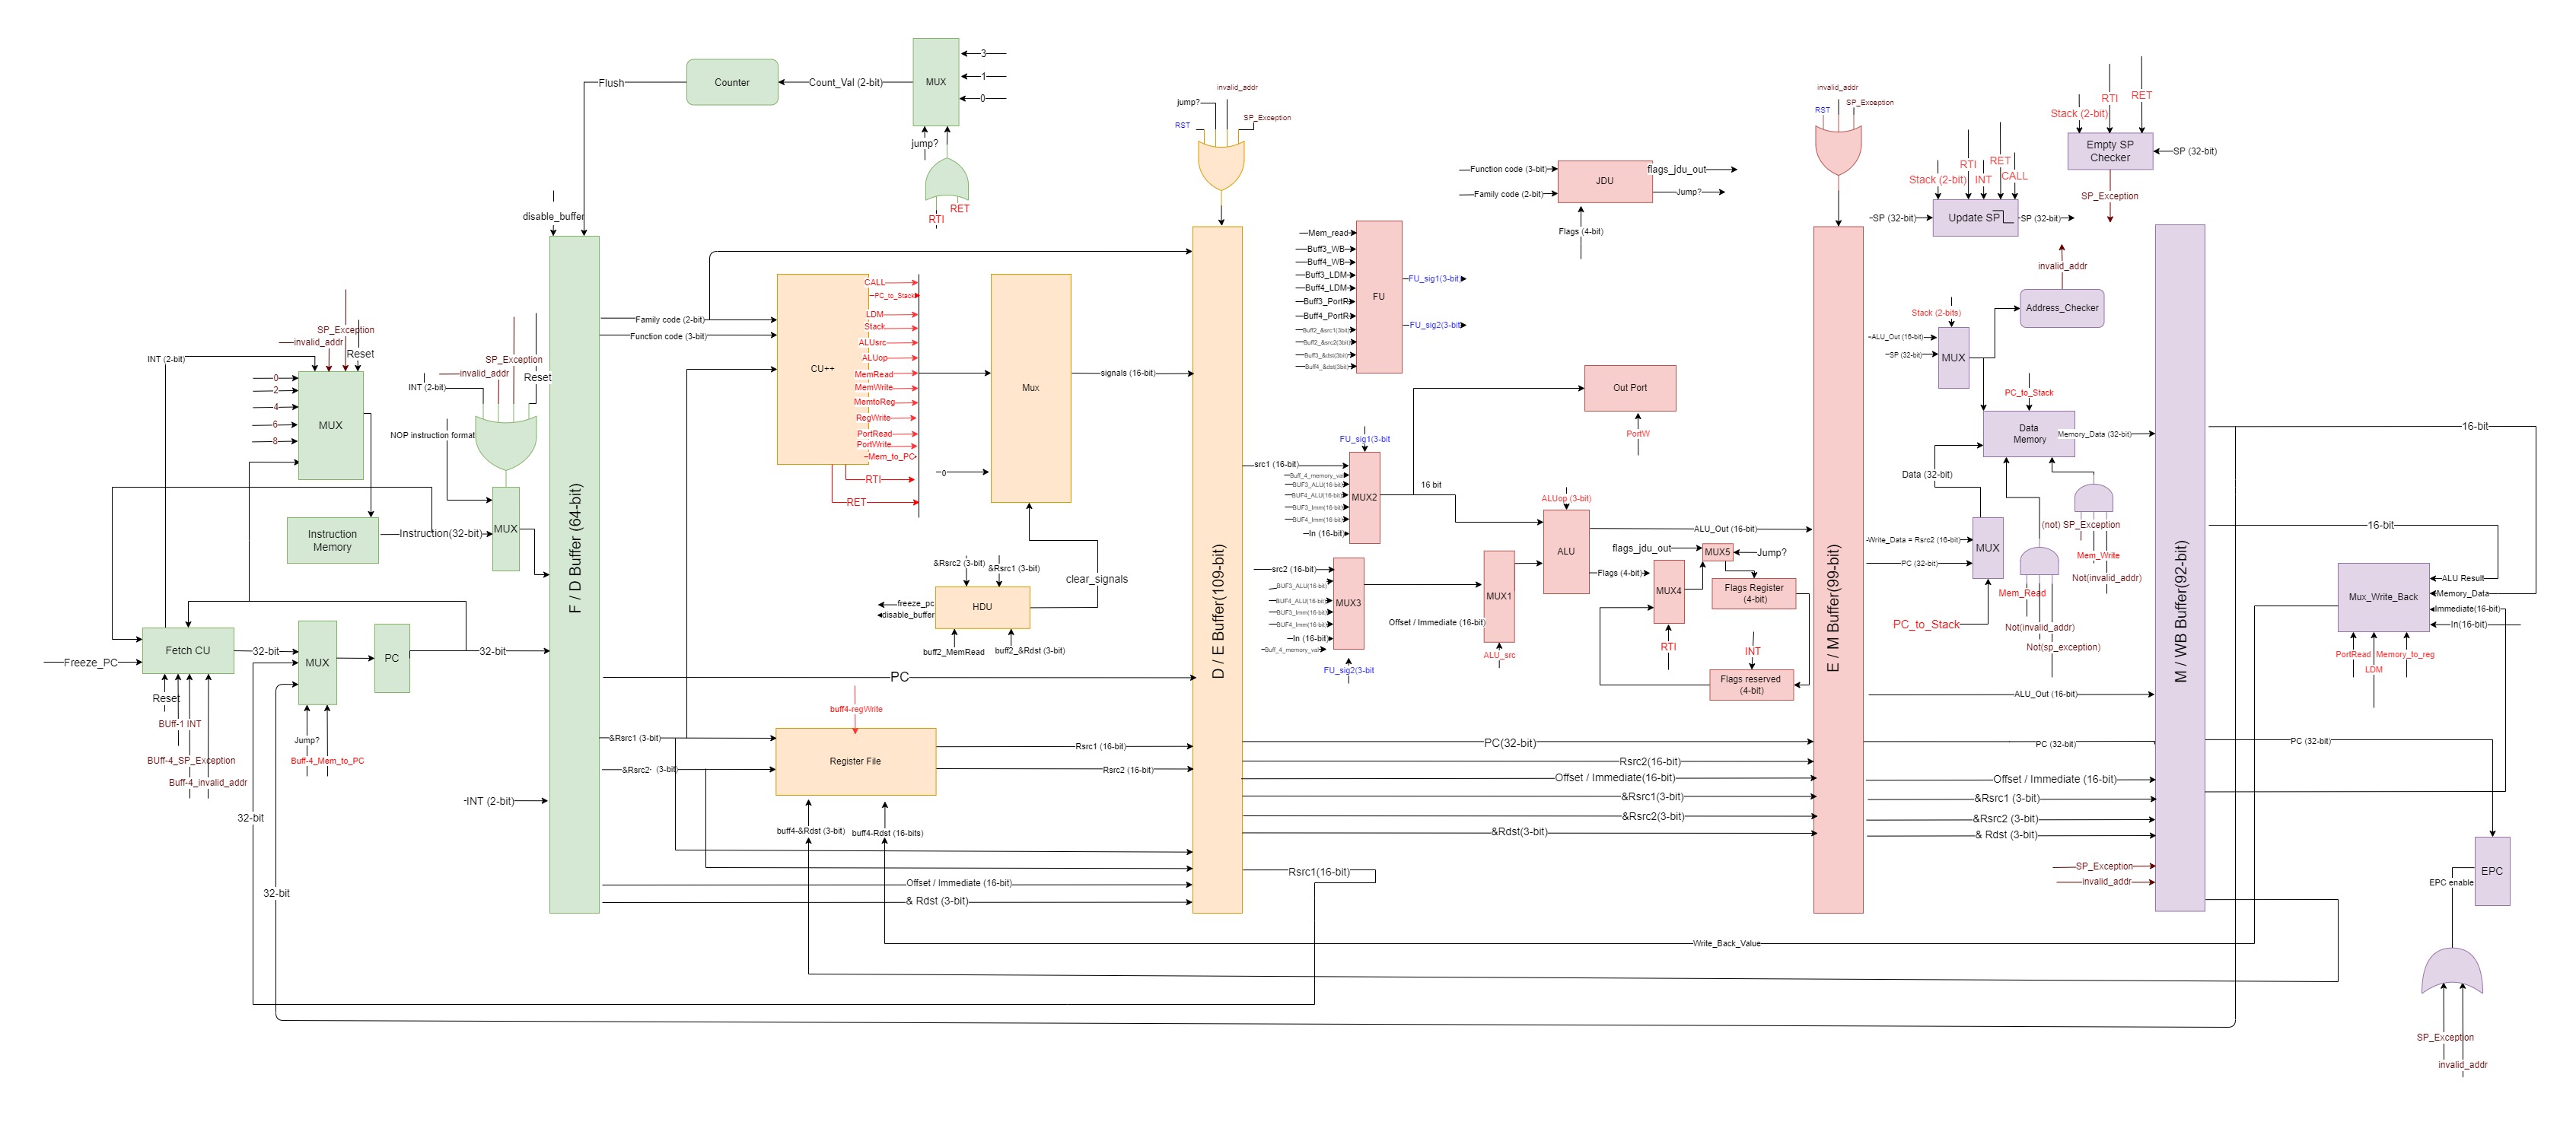 3
1
0
MUX
Count_Val (2-bit)
Counter
Flush
jump?
RTI
RET
disable_buffer
F / D Buffer (64-bit)
SP_Exception
invalid_addr
Reset
INT (2-bit)
0
2
4
6
8
MUX
Instruction
Memory
Instruction(32-bit)
SP_Exception
invalid_addr
INT (2-bit)
Reset
NOP instruction format
MUX
Fetch CU
Freeze_PC
Reset
BUff-1 INT
BUff-4_SP_Exception
Buff-4_invalid_addr
32-bit
MUX
Jump?
Buff-4_Mem_to_PC
PC
32-bit
INT (2-bit)
32-bit
32-bit
Family code (2-bit)
Function code (3-bit)
CU++
CALL
PC_to_Stack
LDM
Stack
ALUsrc
ALUop
MemRead
MemWrite
MemtoReg
RegWrite
PortRead
PortWrite
Mem_to_PC
RTI
RET
Mux
0
signals (16-bit)
&Rsrc2 (3-bit)
&Rsrc1 (3-bit)
HDU
freeze_pc
disable_buffer
clear_signals
buff2_MemRead
buff2_&Rdst (3-bit)
PC
buff4-regWrite
Register File
&Rsrc1 (3-bit)
&Rsrc2- (3-bit)
Rsrc1 (16-bit)
Rsrc2 (16-bit)
buff4-&Rdst (3-bit)
buff4-Rdst (16-bits)
Offset / Immediate (16-bit)
& Rdst (3-bit)
invalid_addr
jump?
RST
SP_Exception
D / E Buffer(109-bit)
Mem_read
Buff3_WB
Buff4_WB
Buff3_LDM
Buff4_LDM
Buff3_PortR
Buff4_PortR
Buff2_&src1(3bit)
Buff2_&src2(3bit)
Buff3_&dst(3bit)
Buff4_&dst(3bit)
FU
FU_sig1(3-bit)
FU_sig2(3-bit)
Function code (3-bit)
Family code (2-bit)
JDU
flags_jdu_out
Jump?
Flags (4-bit)
Out Port
PortW
FU_sig1(3-bit
src1 (16-bit)
Buff_4_memory_val
BUF3_ALU(16-bit)
BUF4_ALU(16-bit)
BUF3_Imm(16-bit)
BUF4_Imm(16-bit)
In (16-bit)
MUX2
16 bit
src2 (16-bit)
BUF3_ALU(16-bit)
BUF4_ALU(16-bit)
BUF3_Imm(16-bit)
BUF4_Imm(16-bit)
In (16-bit)
Buff_4_memory_val
MUX3
FU_sig2(3-bit
Offset / Immediate (16-bit)
MUX1
ALU_src
ALUop (3-bit)
ALU
ALU_Out (16-bit)
Flags (4-bit)
flags_jdu_out
MUX5
Jump?
MUX4
RTI
Flags Register
(4-bit)
INT
Flags reserved
(4-bit)
PC(32-bit)
Rsrc2(16-bit)
Offset / Immediate(16-bit)
&Rsrc1(3-bit)
&Rsrc2(3-bit)
&Rdst(3-bit)
Rsrc1(16-bit)
Write_Back_Value
invalid_addr
RST
SP_Exception
E / M Buffer(99-bit)
Stack (2-bit)
RTI
RET
Empty SP
Checker
SP (32-bit)
SP_Exception
Stack (2-bit)
RTI
INT
RET
CALL
SP (32-bit)
Update SP
SP (32-bit)
invalid_addr
Address_Checker
Stack (2-bits)
ALU_Out (16-bit)
SP (32-bit)
MUX
PC_to_Stack
Data
Memory
Memory_Data (32-bit)
Data (32-bit)
Write_Data = Rsrc2 (16-bit)
PC (32-bit)
MUX
PC_to_Stack
(not) SP_Exception
Mem_Write
Not(invalid_addr)
Mem_Read
Not(invalid_addr)
Not(sp_exception)
ALU_Out (16-bit)
PC (32-bit)
Offset / Immediate (16-bit)
&Rsrc1 (3-bit)
&Rsrc2 (3-bit)
& Rdst (3-bit)
SP_Exception
invalid_addr
M / WB Buffer(92-bit)
16-bit
16-bit
Mux_Write_Back
ALU Result
Memory_Data
Immediate(16-bit)
In(16-bit)
PortRead
LDM
Memory_to_reg
PC (32-bit)
EPC
EPC enable
SP_Exception
invalid_addr